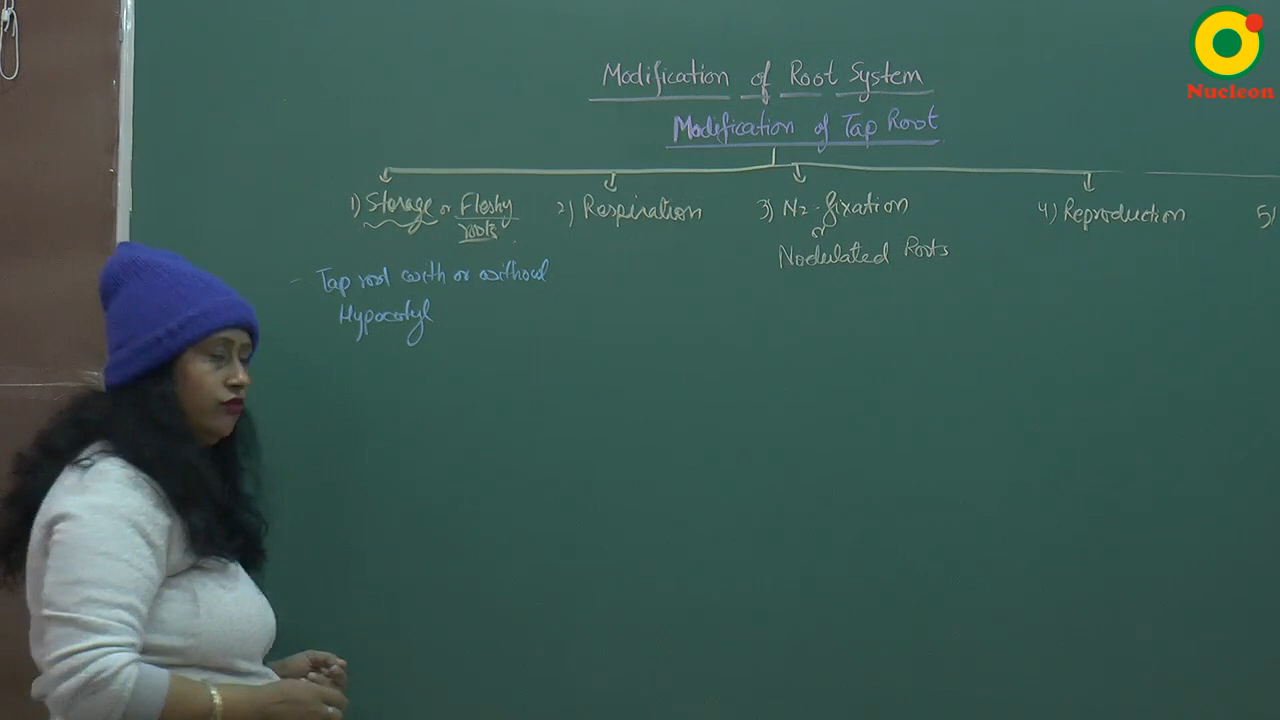 Nucleon
Modification of Root System
Modification of Tap Root
1) Storage or Fleshy roots
2) Respiration
3) N2-fixation
or
Nodulated Roots
4) Reproduction
5)
- Tap root with or without
Hypocotyl